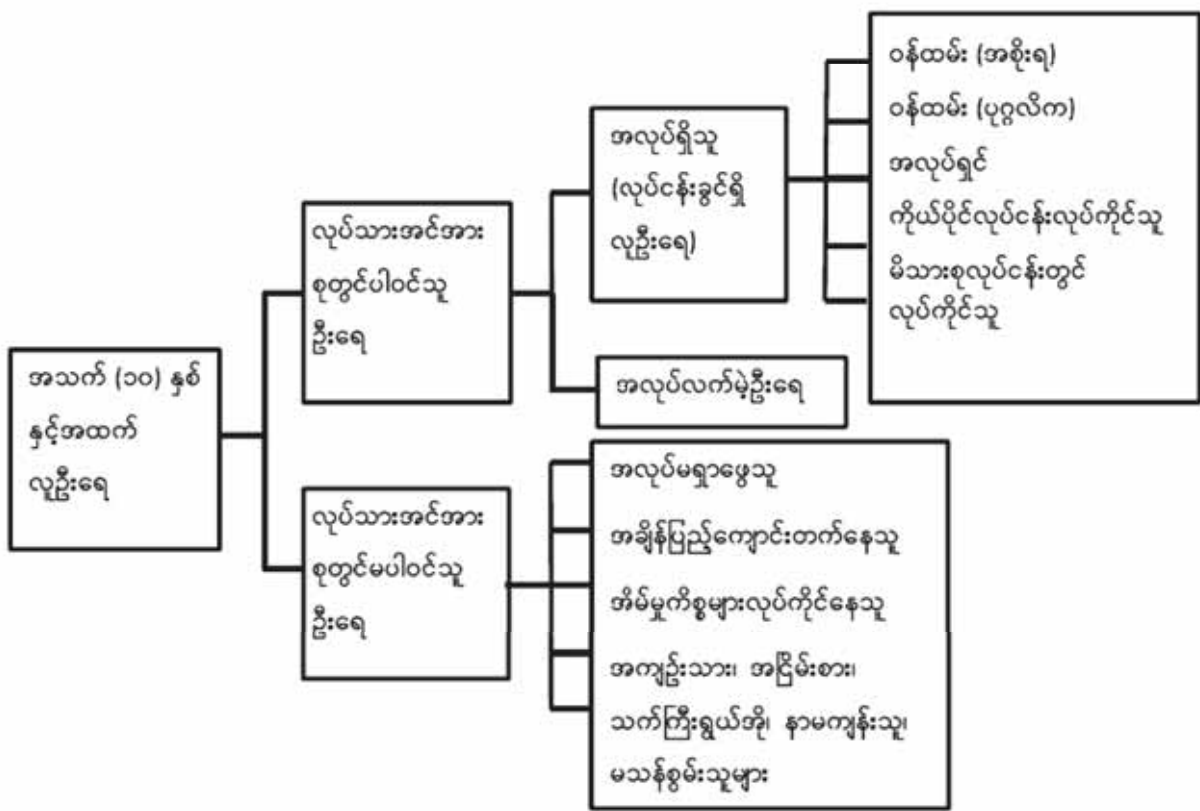 အသက် (၁၀) နှစ်
နှင့်အထက်
လူဦးရေ
လုပ်သားအင်အား
စုတွင်ပါဝင်သူ
ဦးရေ
အလုပ်ရှိသူ
(လုပ်ငန်းခွင်ရှိ
လူဦးရေ)
ဝန်ထမ်း (အစိုးရ)
ဝန်ထမ်း (ပုဂ္ဂလိက)
အလုပ်ရှင်
ကိုယ်ပိုင်လုပ်ငန်းလုပ်ကိုင်သူ
မိသားစုလုပ်ငန်းတွင်
လုပ်ကိုင်သူ
အလုပ်လက်မဲ့ဦးရေ
လုပ်သားအင်အား
စုတွင်မပါဝင်သူ
ဦးရေ
အလုပ်မရှာဖွေသူ
အချိန်ပြည့်ကျောင်းတက်နေသူ
အိမ်မှုကိစ္စများလုပ်ကိုင်နေသူ
အကျဉ်းသား၊ အငြိမ်းစား၊
သက်ကြီးရွယ်အို၊ နာမကျန်းသူ၊
မသန်စွမ်းသူများ